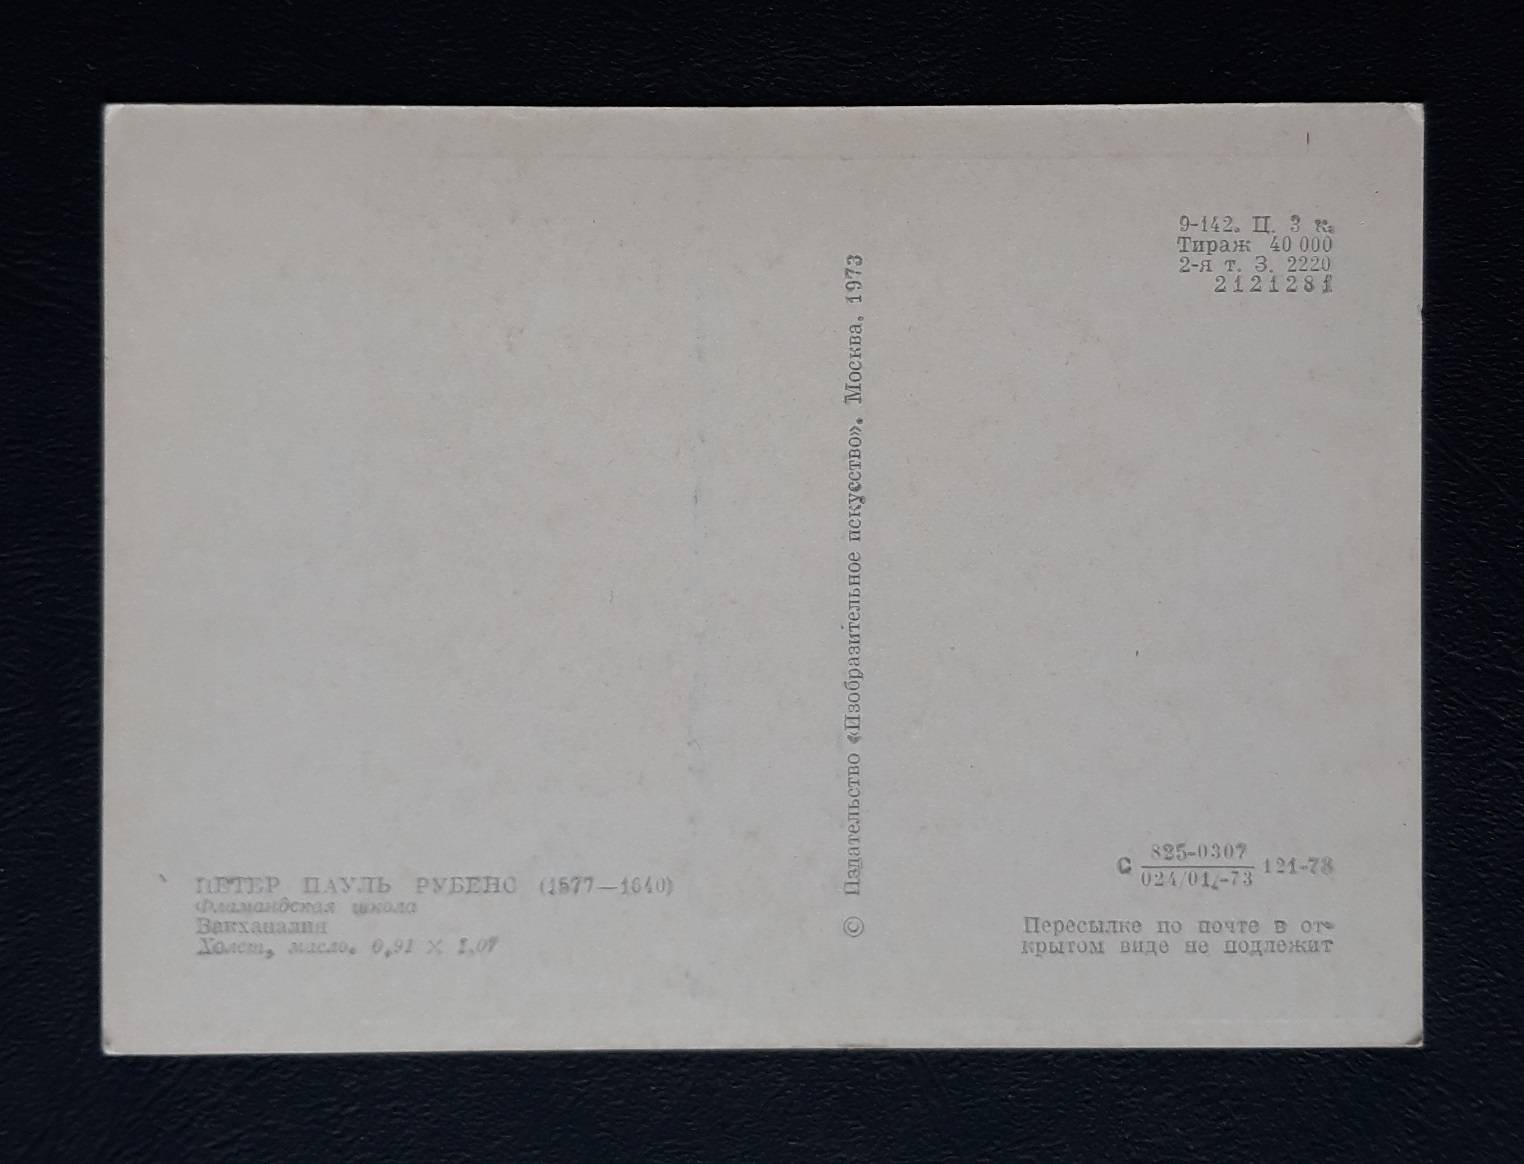 ПЕТЕР ПАУЛЬ РУБЕНС (1577—1640)
Фламандская школа
Вакханалия
Холст, масло. 0,91 × 1,07
© Издательство «Изобразительное искусство». Москва. 1973
9-142. Ц. 3 к.
Тираж 40 000
2-я т. З. 2220
2121281
С 825-0307 121-73
024/01/-73
Пересылке по почте в от-
крытом виде не подлежит